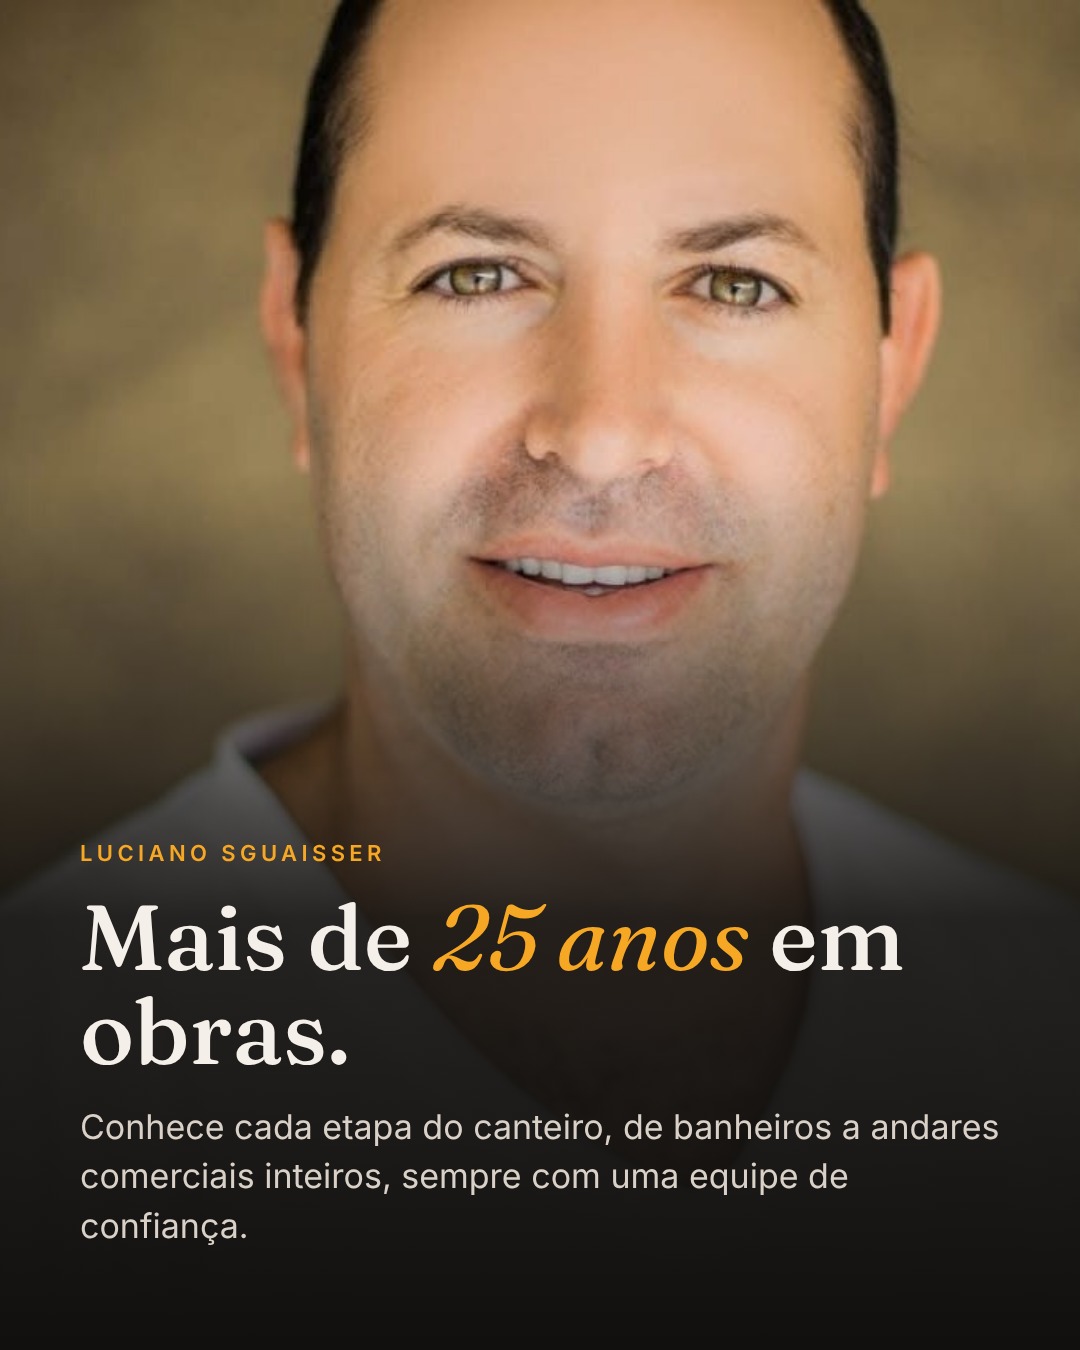 LUCIANO SGUAISSER
Mais de 25 anos em
obras.
Conhece cada etapa do canteiro, de banheiros a andares
comerciais inteiros, sempre com uma equipe de
confiança.